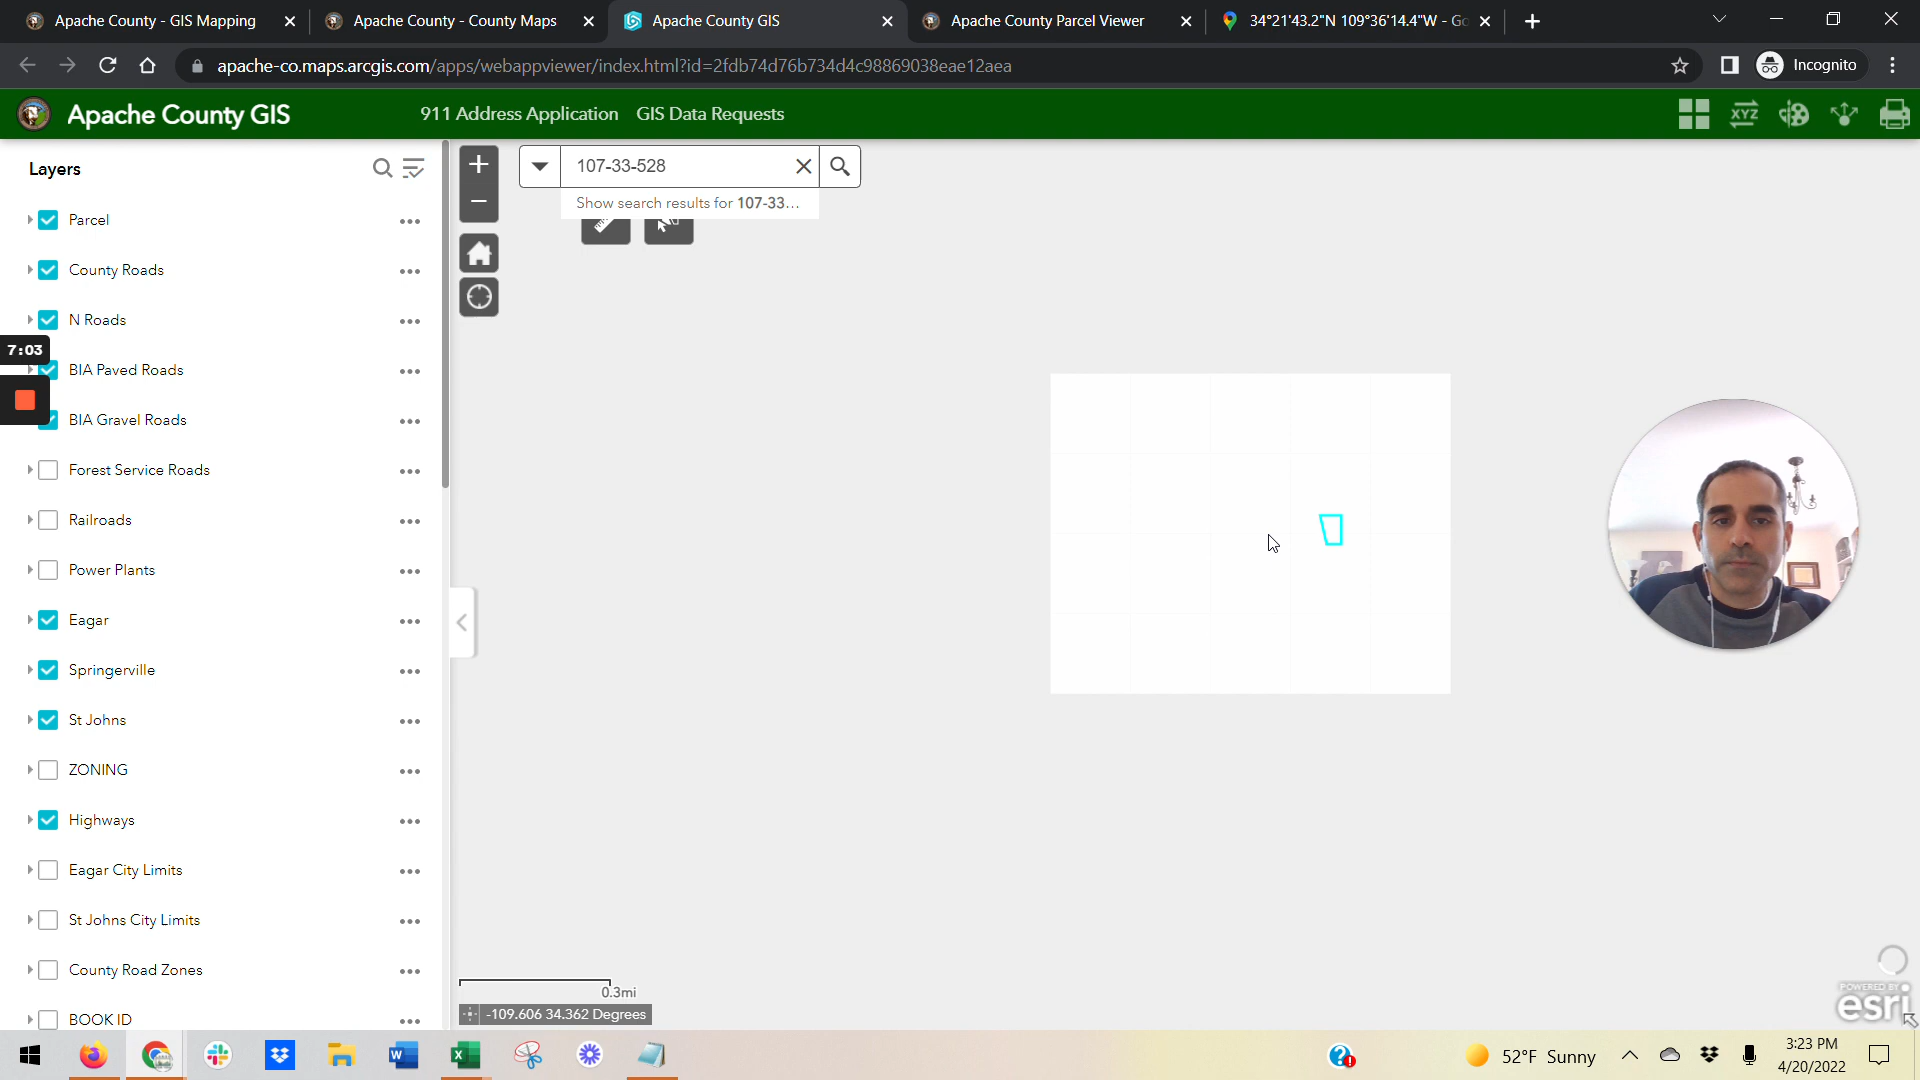 Apache County - GIS Mapping
Apache County - County Maps
Apache County GIS
Apache County Parcel Viewer
34°21'43.2"N 109°36'14.4"W - Go
apache-co.maps.arcgis.com/apps/webappviewer/index.html?id=2fdb74d76b734d4c98869038eae12aea
Incognito
Apache County GIS
911 Address Application
GIS Data Requests
XYZ
Layers
107-33-528
Show search results for 107-33...
Parcel
County Roads
N Roads
7:03
BIA Paved Roads
BIA Gravel Roads
Forest Service Roads
Railroads
Power Plants
Eagar
Springerville
St Johns
ZONING
Highways
Eagar City Limits
St Johns City Limits
County Road Zones
BOOK ID
0.3mi
-109.606 34.362 Degrees
POWERED BY
esri
52°F Sunny
3:23 PM
4/20/2022